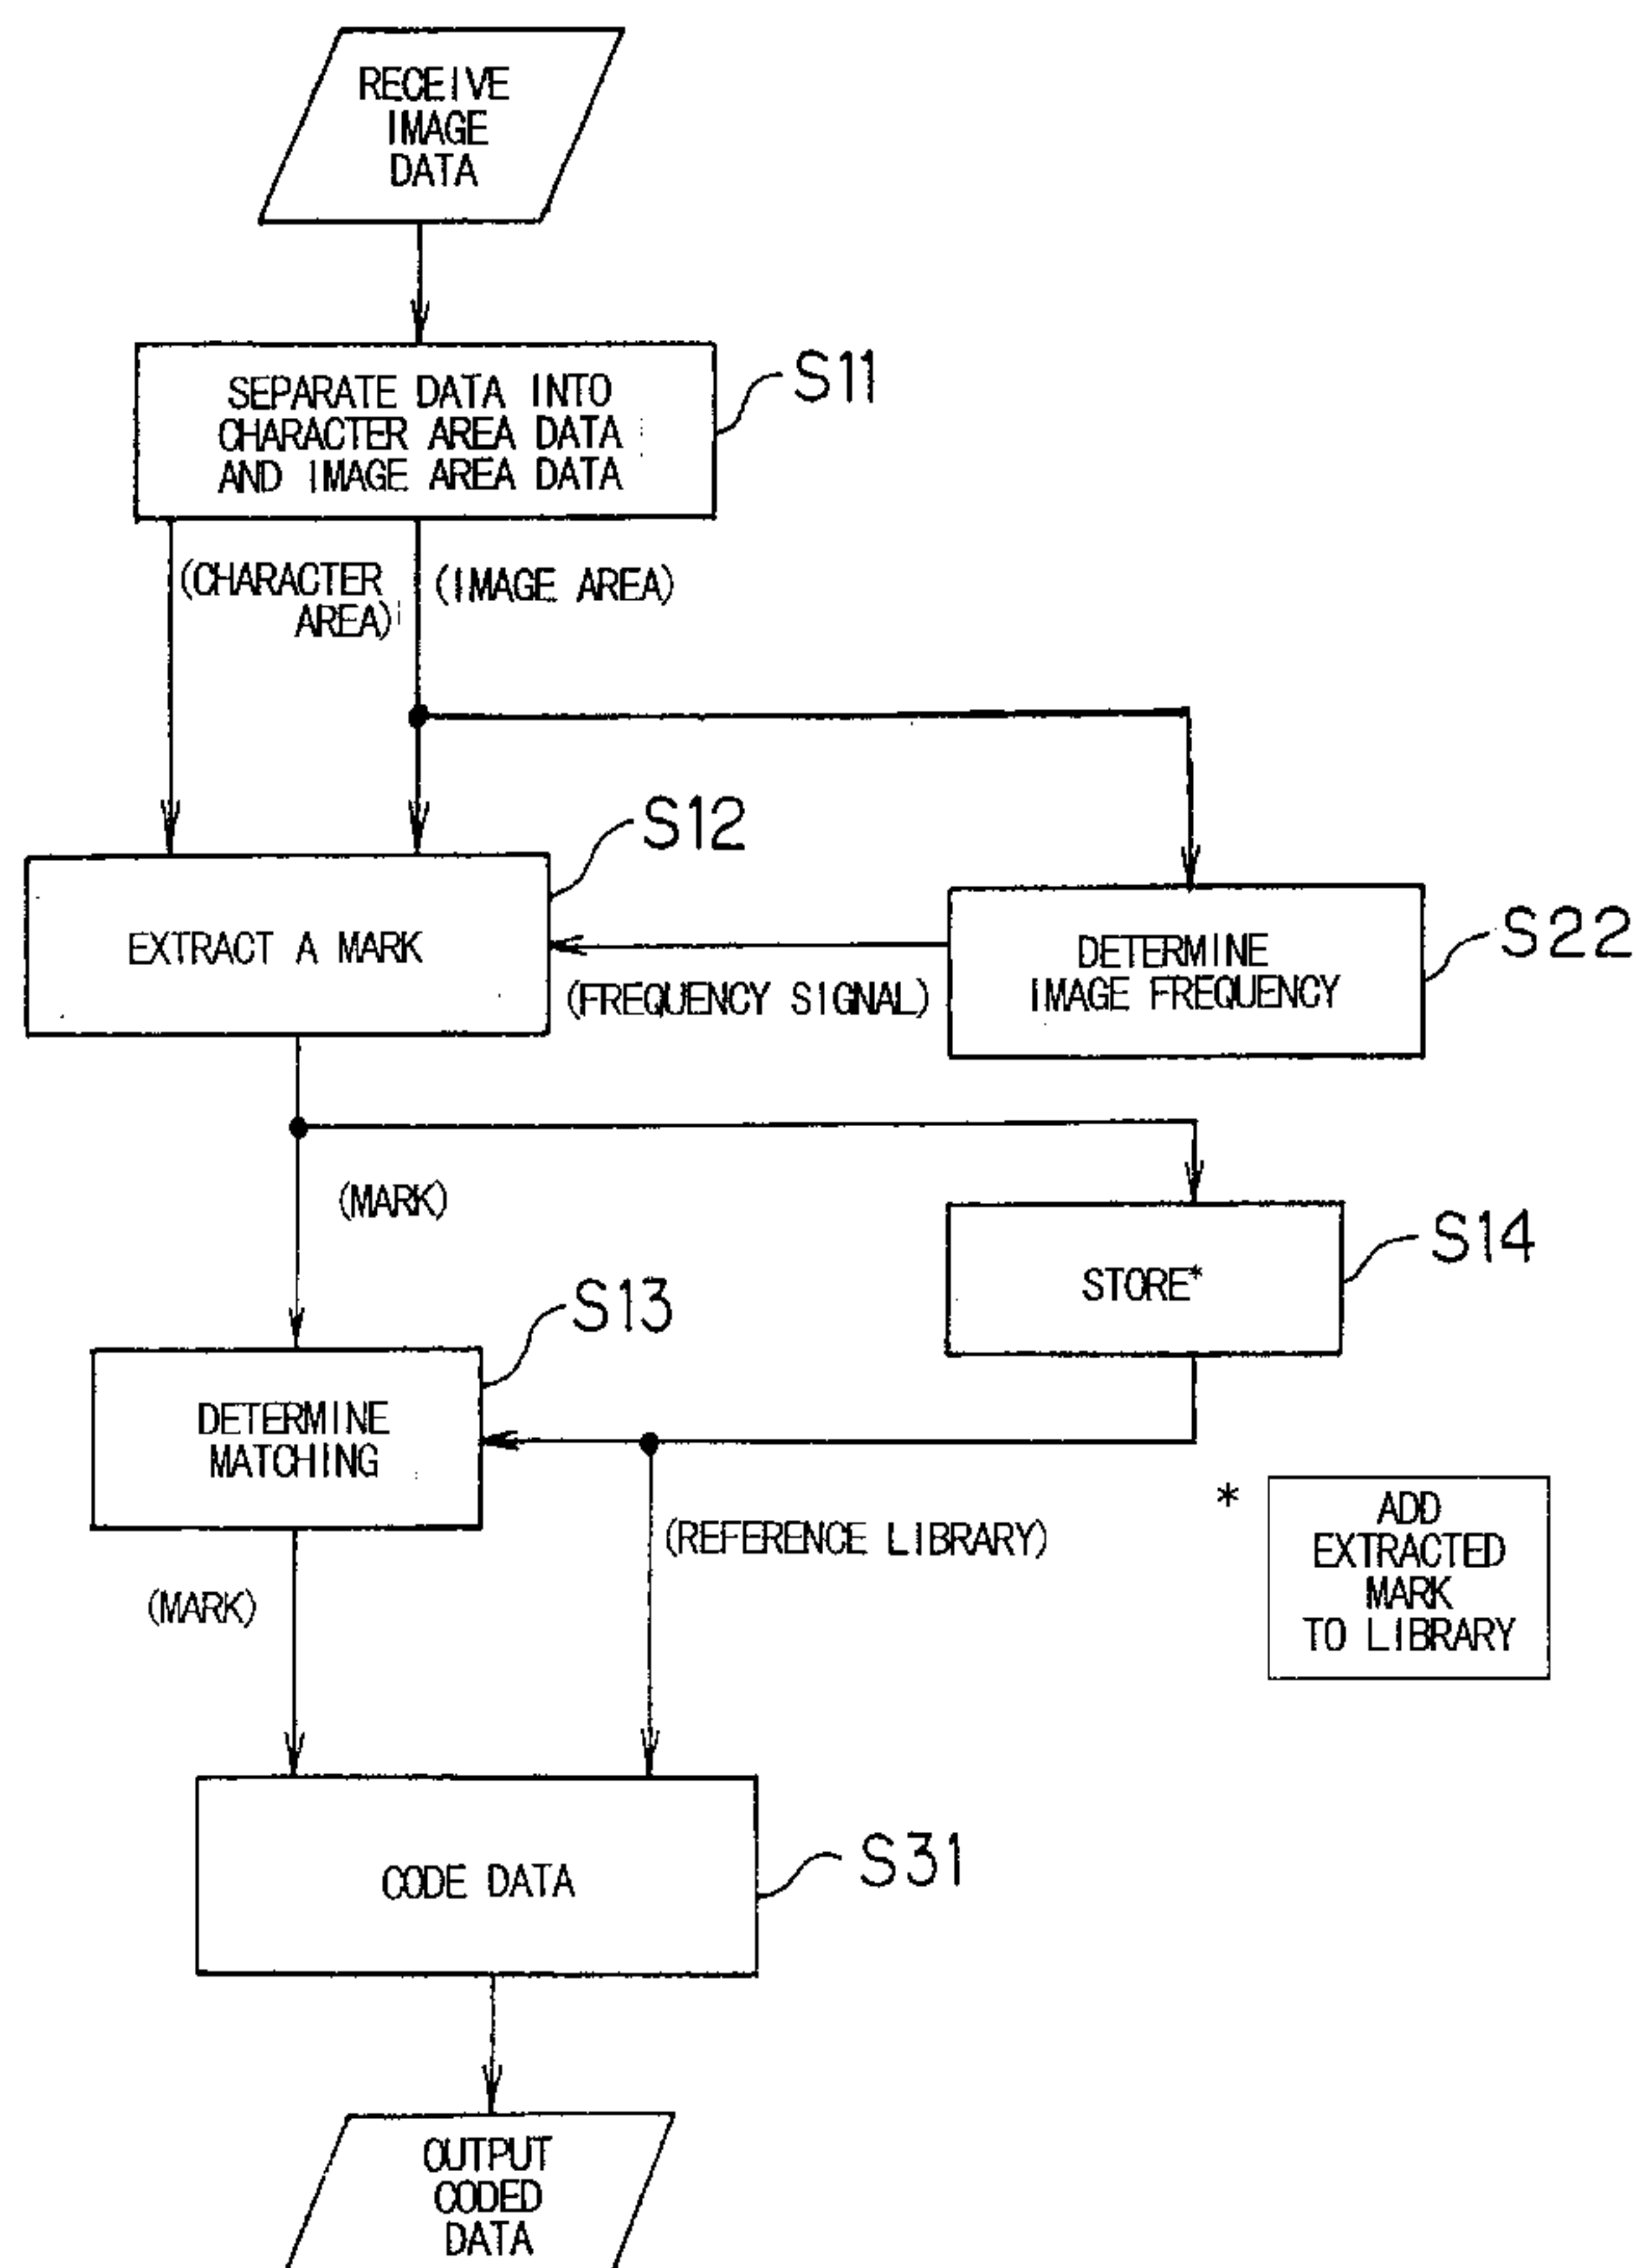 RECEIVE
IMAGE
DATA
SEPARATE DATA INTO
CHARACTER AREA DATA
AND IMAGE AREA DATA
S11
(CHARACTER
AREA)
(IMAGE AREA)
S12
EXTRACT A MARK
(FREQUENCY SIGNAL)
DETERMINE
IMAGE FREQUENCY
S22
(MARK)
STORE*
S14
S13
DETERMINE
MATCHING
(REFERENCE LIBRARY)
*
ADD
EXTRACTED
MARK
TO LIBRARY
(MARK)
CODE DATA
S31
OUTPUT
CODED
DATA